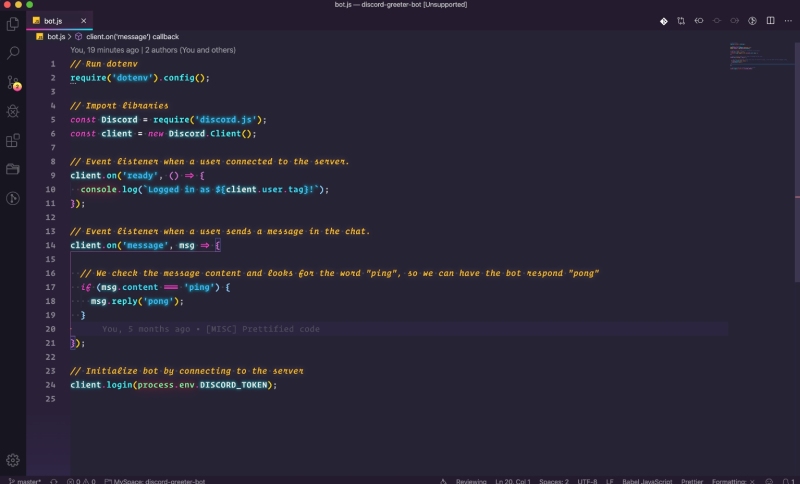 bot.js — discord-greeter-bot [Unsupported]
bot.js ×
bot.js › client.on('message') callback
You, 19 minutes ago | 2 authors (You and others)
1 // Run dotenv
2 require('dotenv').config();
3
4 // Import libraries
5 const Discord = require('discord.js');
6 const client = new Discord.Client();
7
8 // Event listener when a user connected to the server.
9 client.on('ready', () => {
10 console.log(`Logged in as ${client.user.tag}!`);
11 });
12
13 // Event listener when a user sends a message in the chat.
14 client.on('message', msg => {
15
16 // We check the message content and looks for the word "ping", so we can have the bot respond "pong"
17 if (msg.content === 'ping') {
18 msg.reply('pong');
19 }
20 You, 5 months ago • [MISC] Prettified code
21 });
22
23 // Initialize bot by connecting to the server
24 client.login(process.env.DISCORD_TOKEN);
25
master* 0 0 MySpace: discord-greeter-bot Reviewing Ln 20, Col 1 Spaces: 2 UTF-8 LF Babel JavaScript Prettier Formatting: × 1